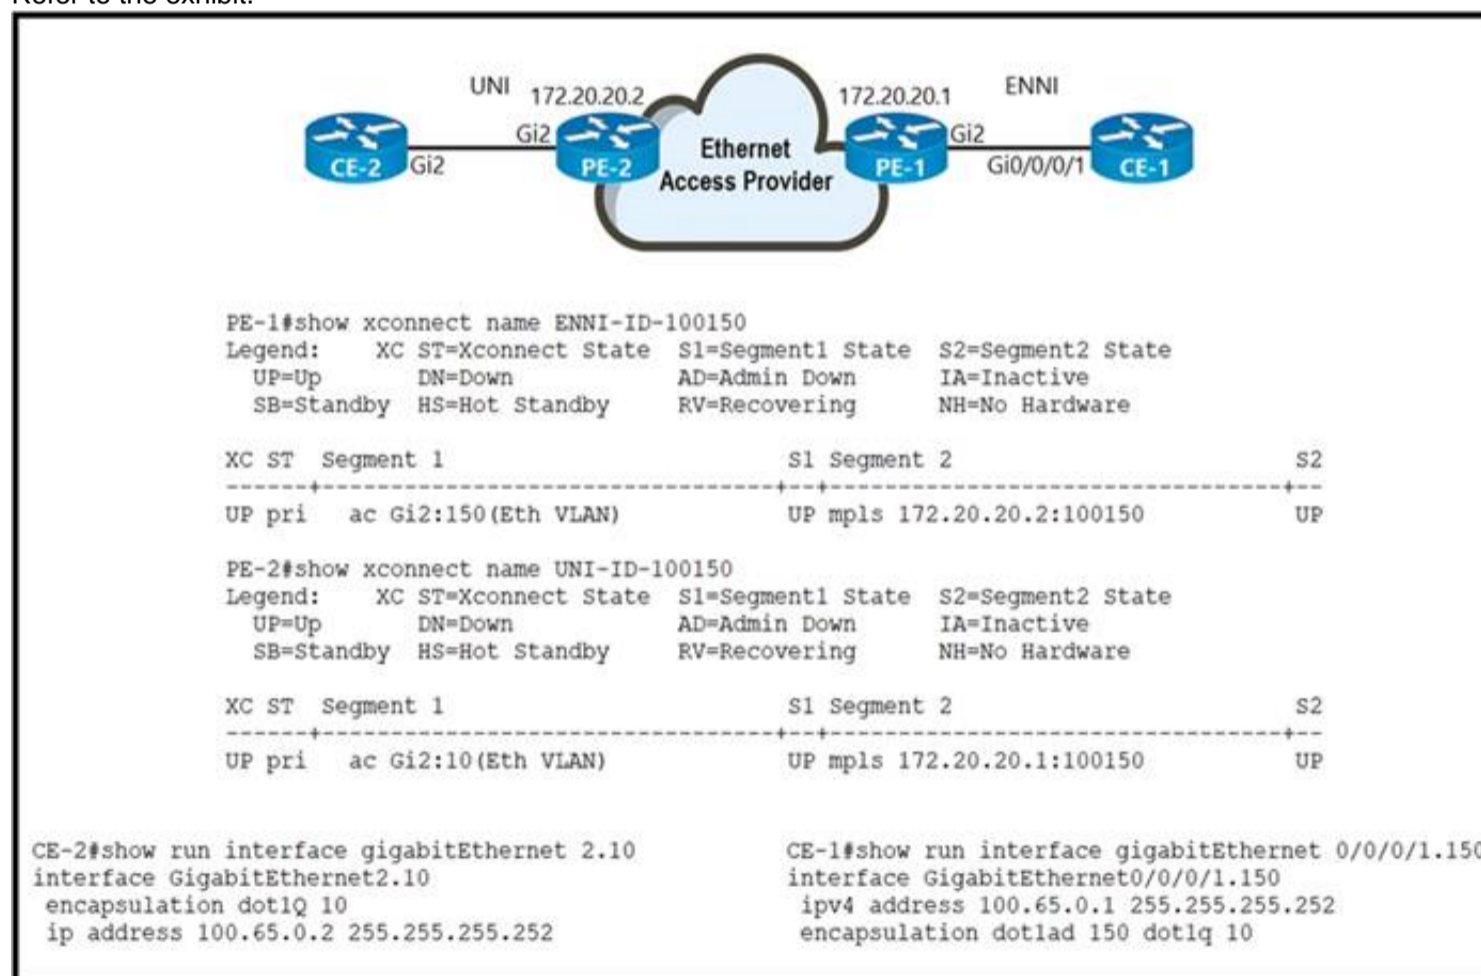 Refer to the exhibit.
UNI
172.20.20.2
172.20.20.1
ENNI
Gi2
Gi2
CE-2
Gi2
PE-2
Ethernet
Access Provider
PE-1
Gi0/0/0/1
CE-1
PE-1#show xconnect name ENNI-ID-100150
Legend:    XC ST=Xconnect State  S1=Segment1 State  S2=Segment2 State
  UP=Up       DN=Down            AD=Admin Down      IA=Inactive
  SB=Standby  HS=Hot Standby     RV=Recovering      NH=No Hardware
XC ST  Segment 1                         S1 Segment 2                         S2
------+---------------------------------+--+---------------------------------+--
UP pri   ac Gi2:150(Eth VLAN)            UP mpls 172.20.20.2:100150           UP
PE-2#show xconnect name UNI-ID-100150
Legend:    XC ST=Xconnect State  S1=Segment1 State  S2=Segment2 State
  UP=Up       DN=Down            AD=Admin Down      IA=Inactive
  SB=Standby  HS=Hot Standby     RV=Recovering      NH=No Hardware
XC ST  Segment 1                         S1 Segment 2                         S2
------+---------------------------------+--+---------------------------------+--
UP pri   ac Gi2:10(Eth VLAN)             UP mpls 172.20.20.1:100150           UP
CE-2#show run interface gigabitEthernet 2.10
interface GigabitEthernet2.10
 encapsulation dot1Q 10
 ip address 100.65.0.2 255.255.255.252
CE-1#show run interface gigabitEthernet 0/0/0/1.150
interface GigabitEthernet0/0/0/1.150
 ipv4 address 100.65.0.1 255.255.255.252
 encapsulation dot1ad 150 dot1q 10